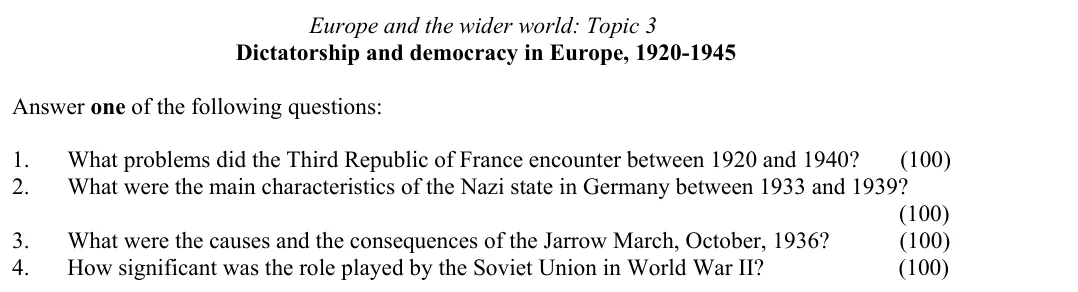 Europe and the wider world: Topic 3
Dictatorship and democracy in Europe, 1920-1945
Answer one of the following questions:
1. What problems did the Third Republic of France encounter between 1920 and 1940? (100)
2. What were the main characteristics of the Nazi state in Germany between 1933 and 1939?
(100)
3. What were the causes and the consequences of the Jarrow March, October, 1936? (100)
4. How significant was the role played by the Soviet Union in World War II? (100)